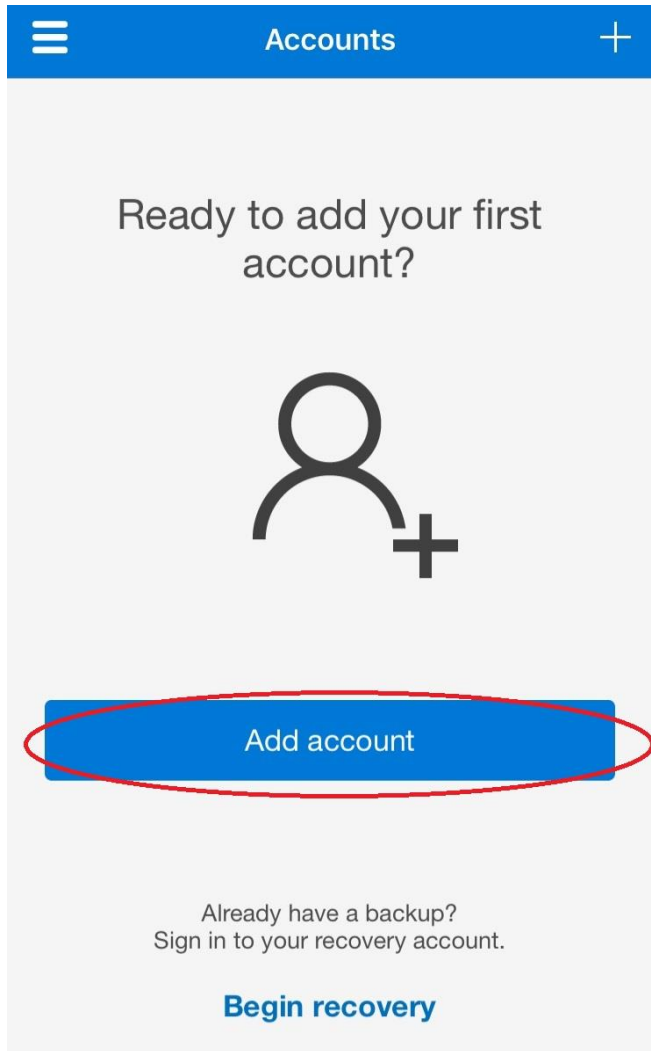 Accounts
Ready to add your first
account?
Add account
Already have a backup?
Sign in to your recovery account.
Begin recovery